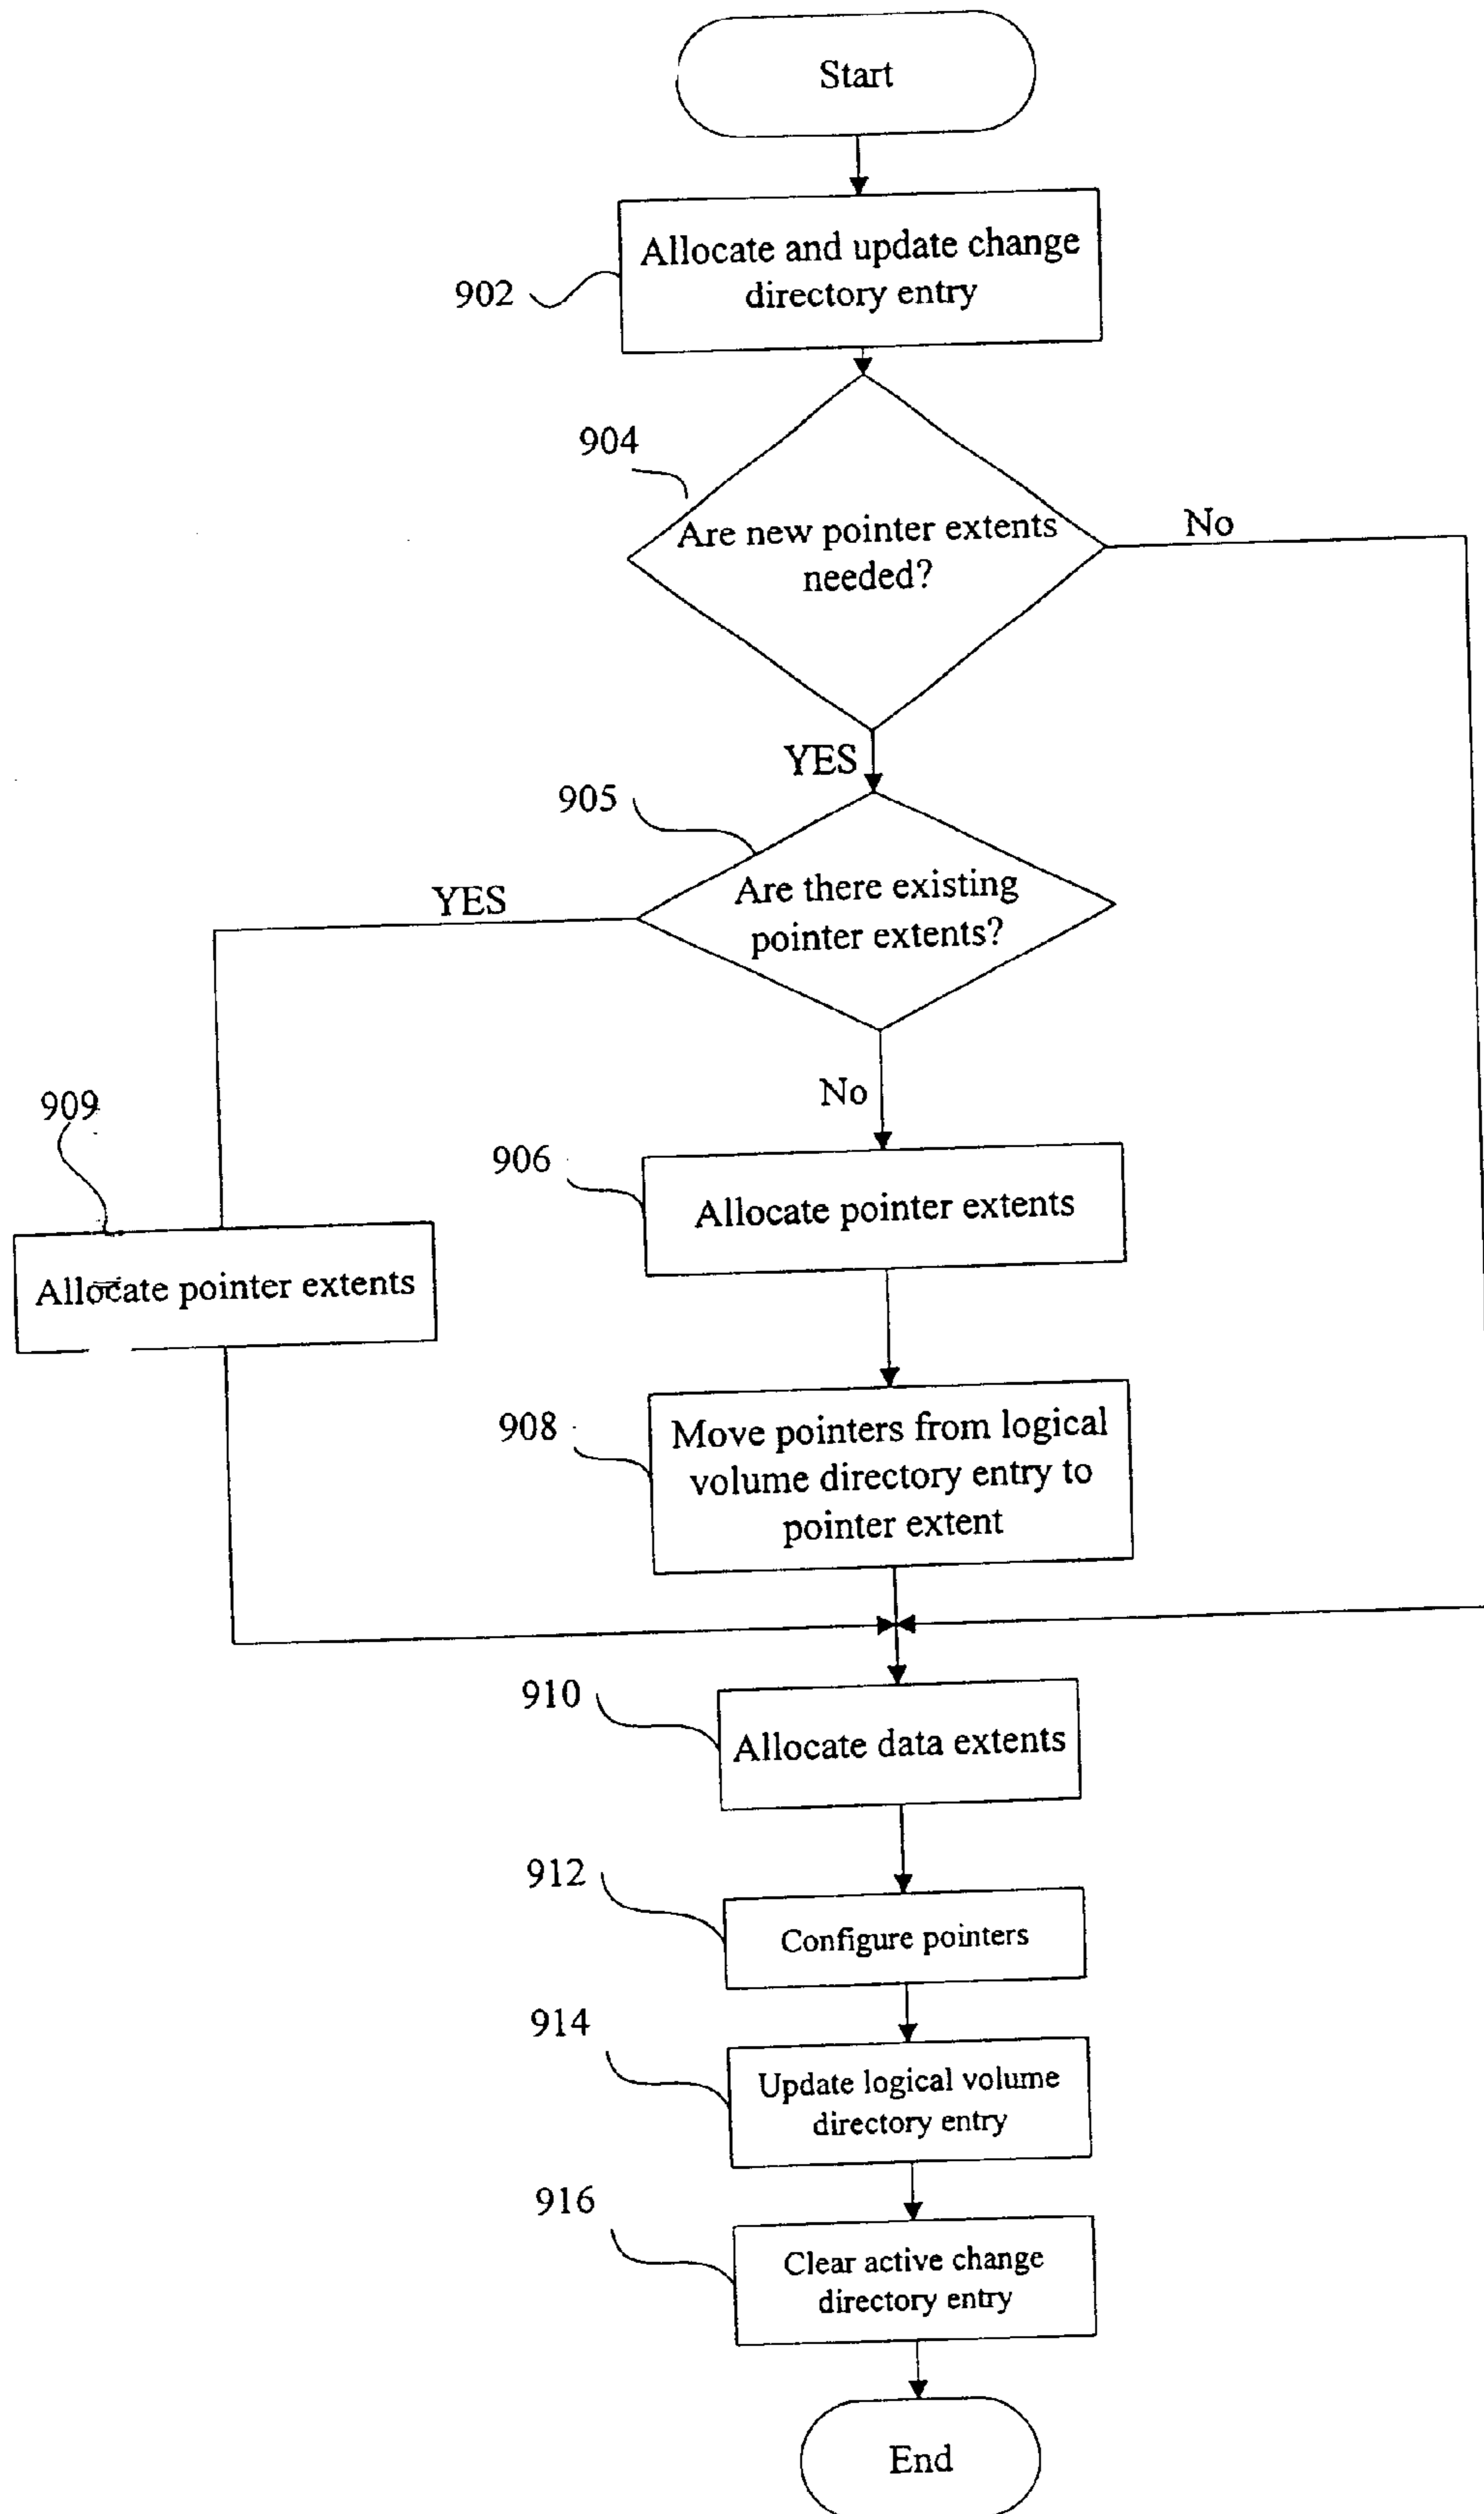 Start
Allocate and update change
directory entry
902
904
Are new pointer extents
needed?
No
YES
905
Are there existing
pointer extents?
YES
No
909
906
Allocate pointer extents
Allocate pointer extents
908
Move pointers from logical
volume directory entry to
pointer extent
910
Allocate data extents
912
Configure pointers
914
Update logical volume
directory entry
916
Clear active change
directory entry
End